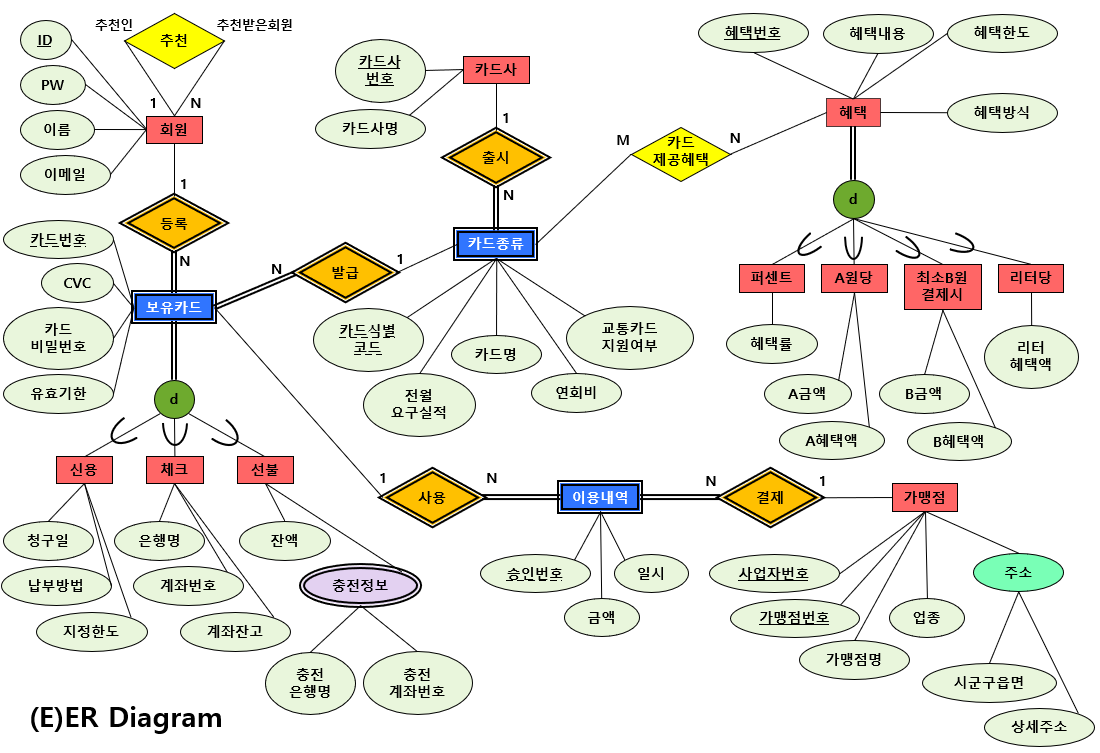 추천인
추천받은회원
추천
ID
PW
이름
이메일
1
N
회원
1
등록
N
카드번호
CVC
카드
비밀번호
유효기한
보유카드
N
발급
1
카드사
번호
카드사명
카드사
1
출시
N
카드종류
카드식별
코드
전월
요구실적
카드명
연회비
교통카드
지원여부
M
카드
제공혜택
N
혜택번호
혜택내용
혜택한도
혜택방식
혜택
d
퍼센트
A원당
최소B원
결제시
리터당
혜택률
A금액
A혜택액
B금액
B혜택액
리터
혜택액
d
신용
체크
선불
청구일
납부방법
지정한도
은행명
계좌번호
계좌잔고
잔액
충전정보
충전
은행명
충전
계좌번호
1
사용
N
이용내역
N
결제
1
가맹점
승인번호
금액
일시
사업자번호
가맹점번호
가맹점명
업종
주소
시군구읍면
상세주소
(E)ER Diagram